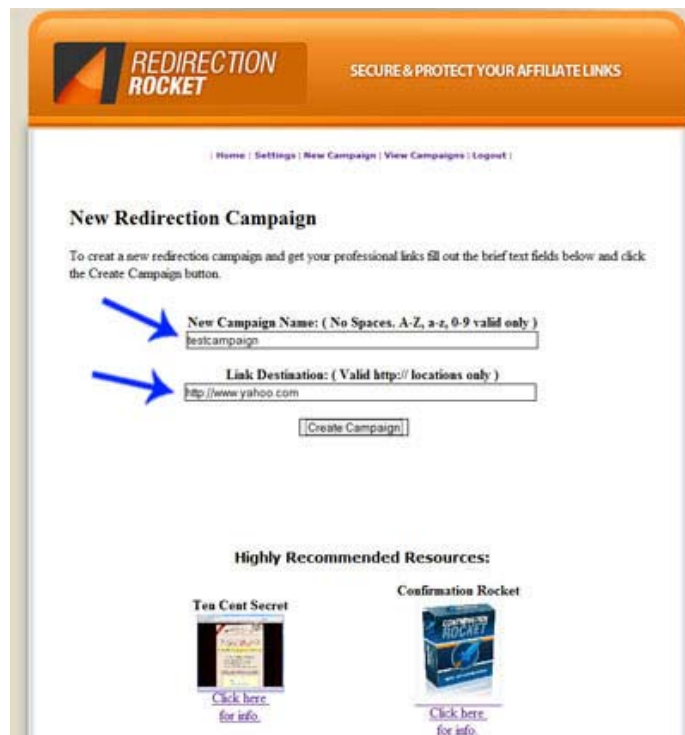 REDIRECTION
ROCKET
SECURE & PROTECT YOUR AFFILIATE LINKS
| Home | Settings | New Campaign | View Campaigns | Logout |
New Redirection Campaign
To creat a new redirection campaign and get your professional links fill out the brief text fields below and click
the Create Campaign button.
New Campaign Name: ( No Spaces. A-Z, a-z, 0-9 valid only )
testcampaign
Link Destination: ( Valid http:// locations only )
http://www.yahoo.com
Create Campaign
Highly Recommended Resources:
Ten Cent Secret
Confirmation Rocket
CONFIRMATION
ROCKET
Click here
for info.
Click here
for info.